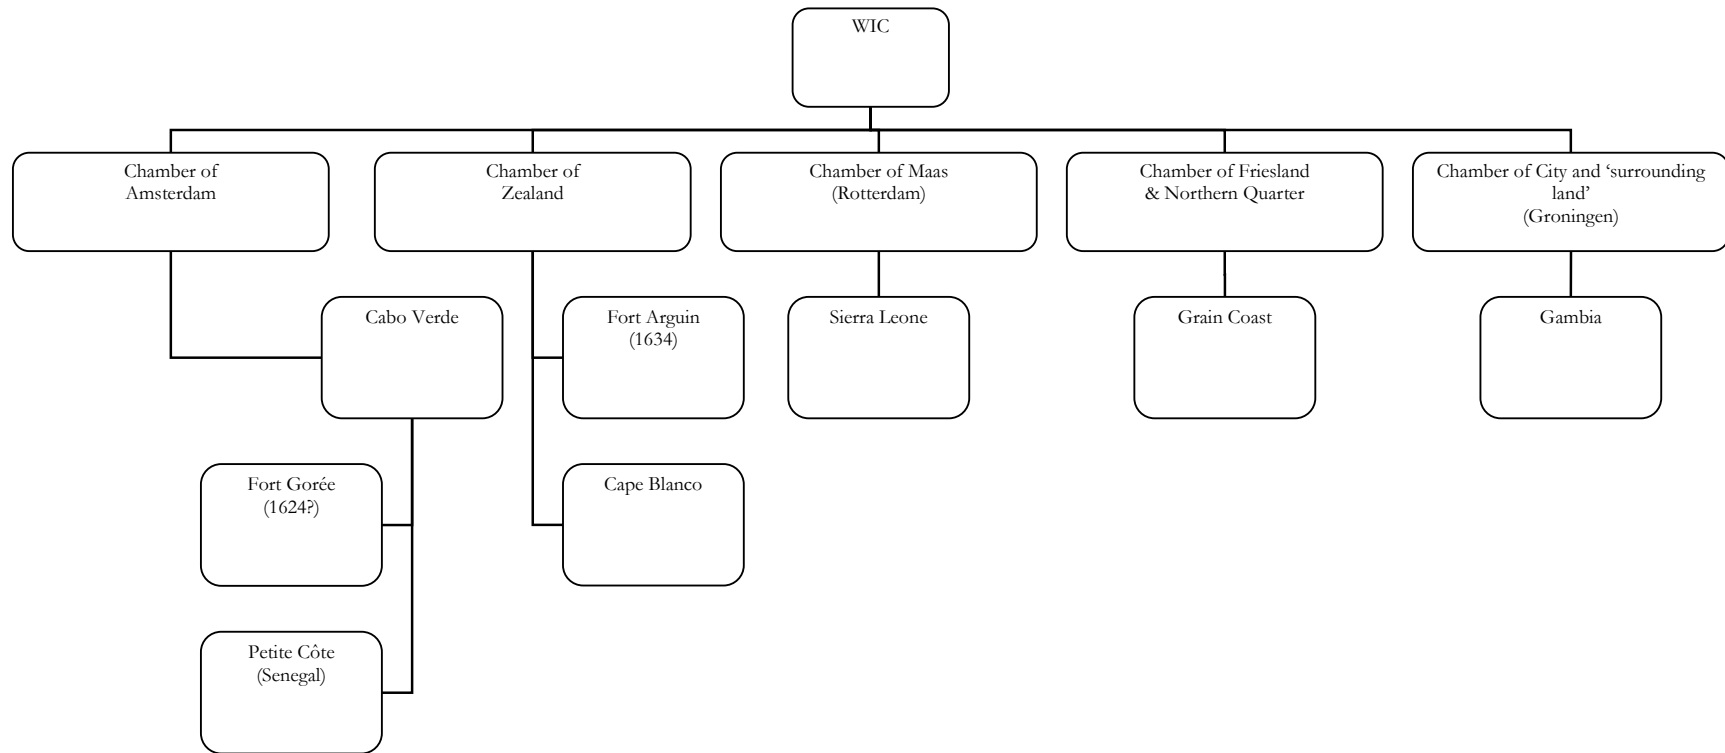 WIC
Chamber of
Amsterdam
Chamber of
Zealand
Chamber of Maas
(Rotterdam)
Chamber of Friesland
& Northern Quarter
Chamber of City and ‘surrounding
land’
(Groningen)
Cabo Verde
Fort Arguin
(1634)
Sierra Leone
Grain Coast
Gambia
Fort Gorée
(1624?)
Cape Blanco
Petite Côte
(Senegal)